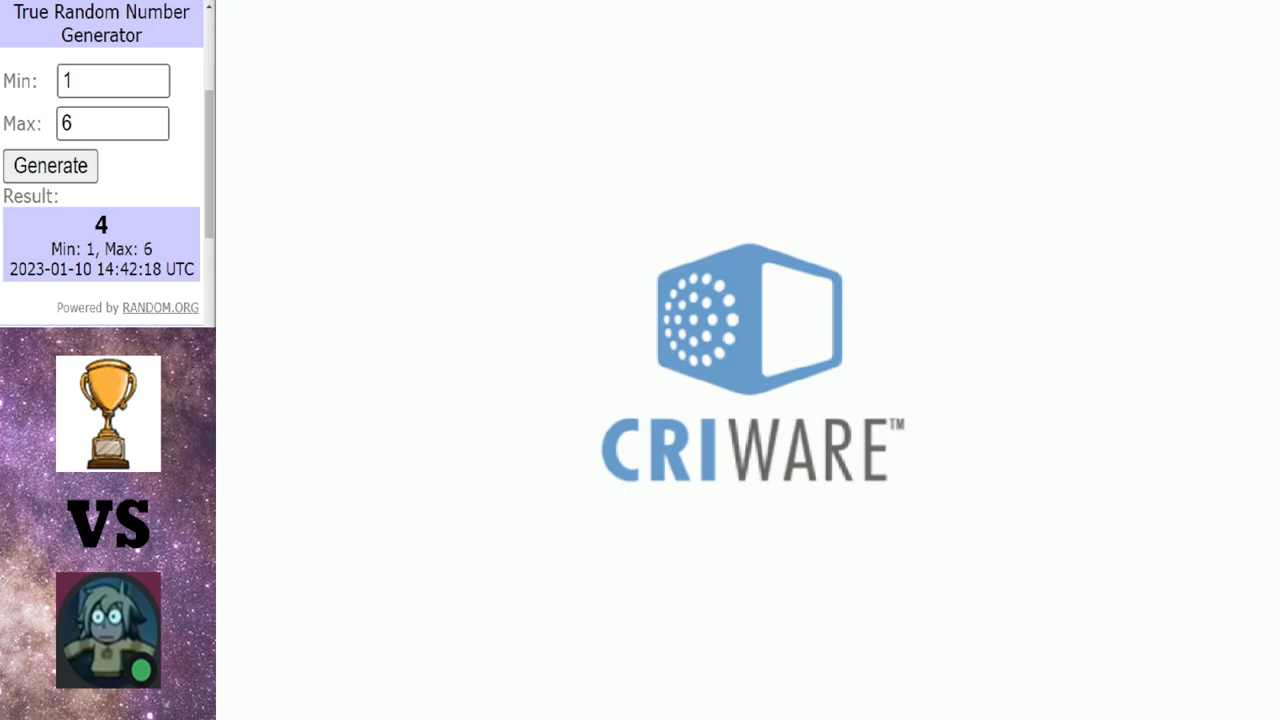 True Random Number
Generator
Min: 1
Max: 6
Generate
Result:
4
Min: 1, Max: 6
2023-01-10 14:42:18 UTC
Powered by RANDOM.ORG
VS
CRIWARE™